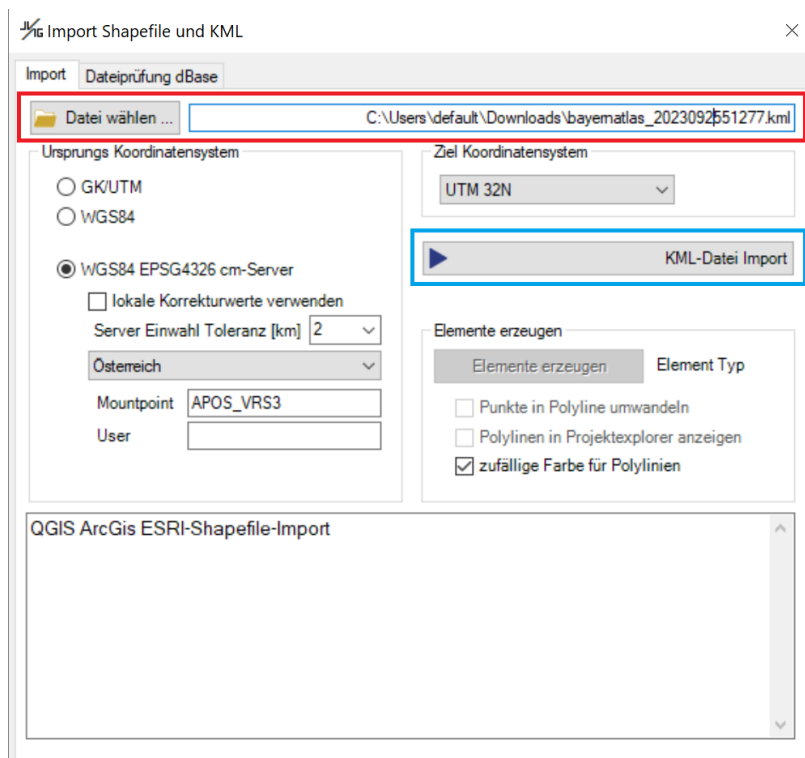 Import Shapefile und KML
Import Dateiprüfung dBase
Datei wählen ... C:\Users\default\Downloads\bayernatlas_2023092551277.kml
Ursprungs Koordinatensystem
GK/UTM
WGS84
WGS84 EPSG4326 cm-Server
lokale Korrekturwerte verwenden
Server Einwahl Toleranz [km] 2
Österreich
Mountpoint APOS_VRS3
User
Ziel Koordinatensystem
UTM 32N
KML-Datei Import
Elemente erzeugen
Elemente erzeugen Element Typ
Punkte in Polyline umwandeln
Polylinen in Projektexplorer anzeigen
zufällige Farbe für Polylinien
QGIS ArcGis ESRI-Shapefile-Import